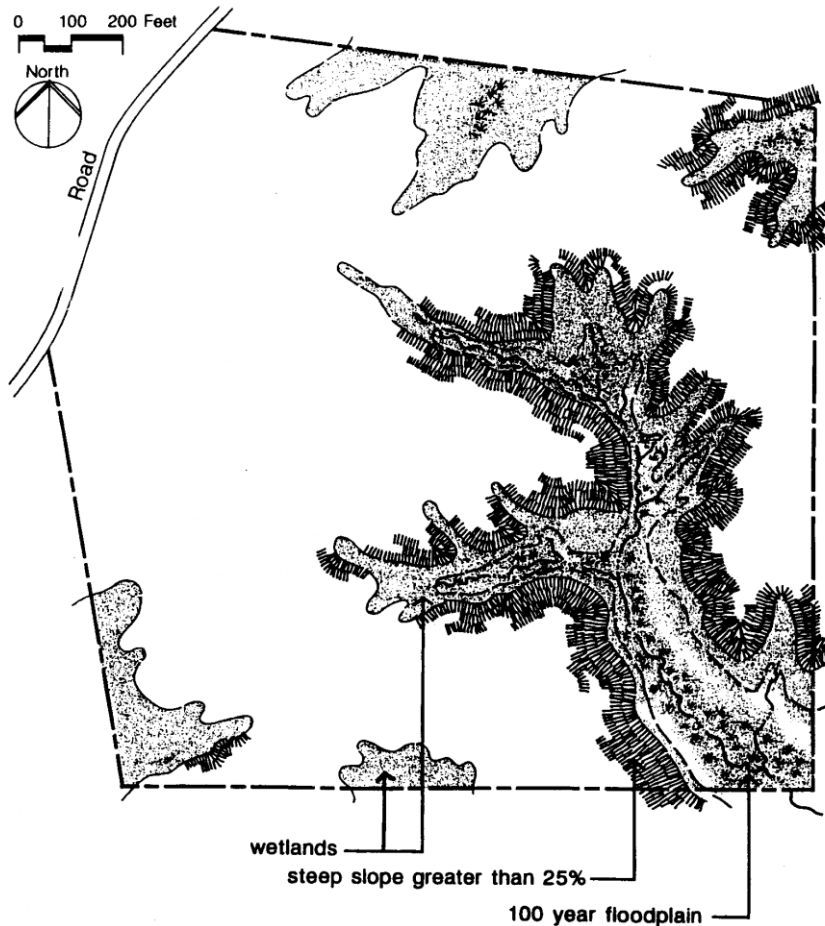 0 100 200 Feet
North
Road
wetlands
steep slope greater than 25%
100 year floodplain